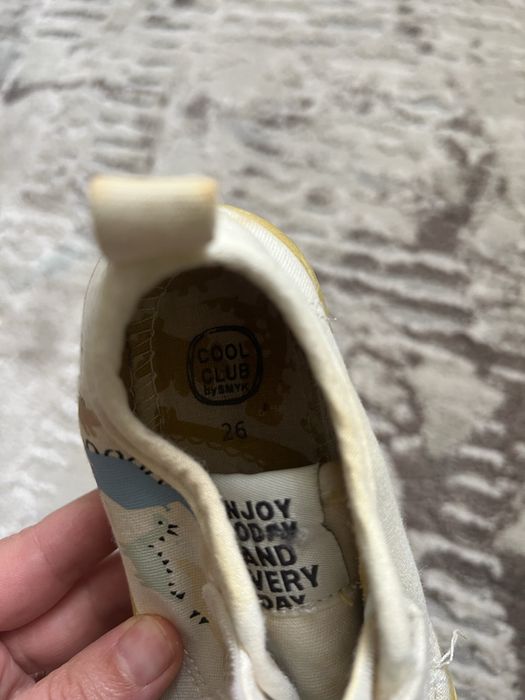 COOL
CLUB
by SMYK
26
ENJOY
TODAY
AND
EVERY
DAY